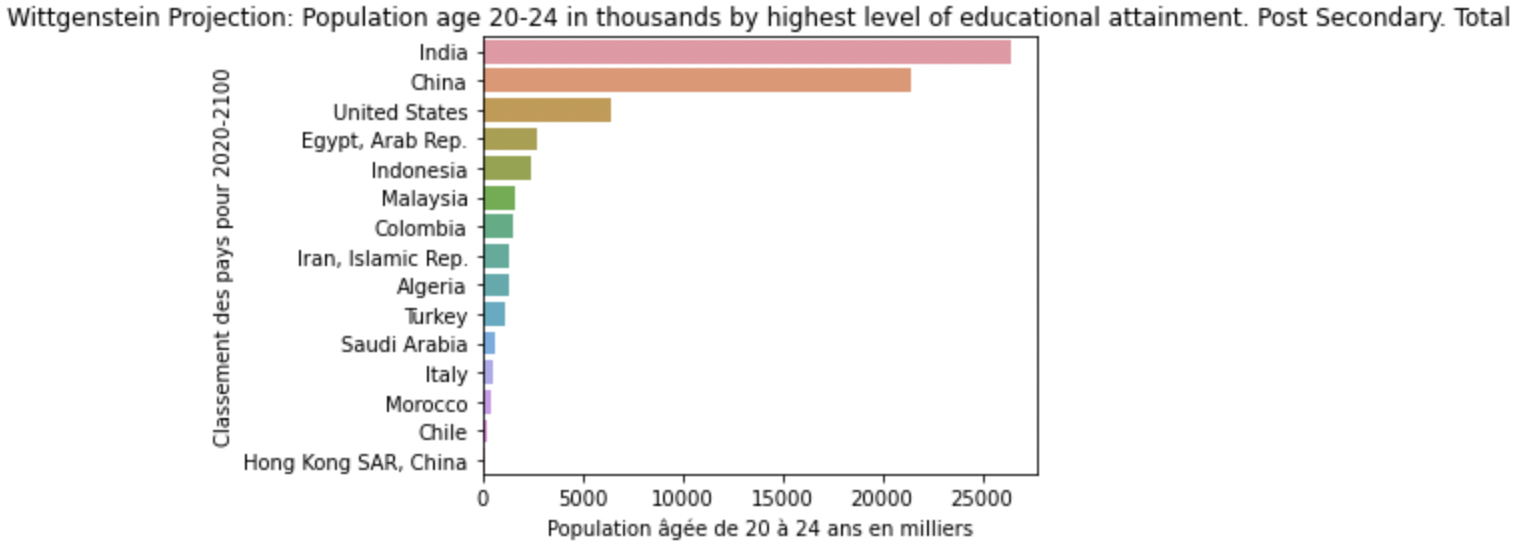 Wittgenstein Projection: Population age 20-24 in thousands by highest level of educational attainment. Post Secondary. Total
Classement des pays pour 2020-2100
India
China
United States
Egypt, Arab Rep.
Indonesia
Malaysia
Colombia
Iran, Islamic Rep.
Algeria
Turkey
Saudi Arabia
Italy
Morocco
Chile
Hong Kong SAR, China
0 5000 10000 15000 20000 25000
Population âgée de 20 à 24 ans en milliers